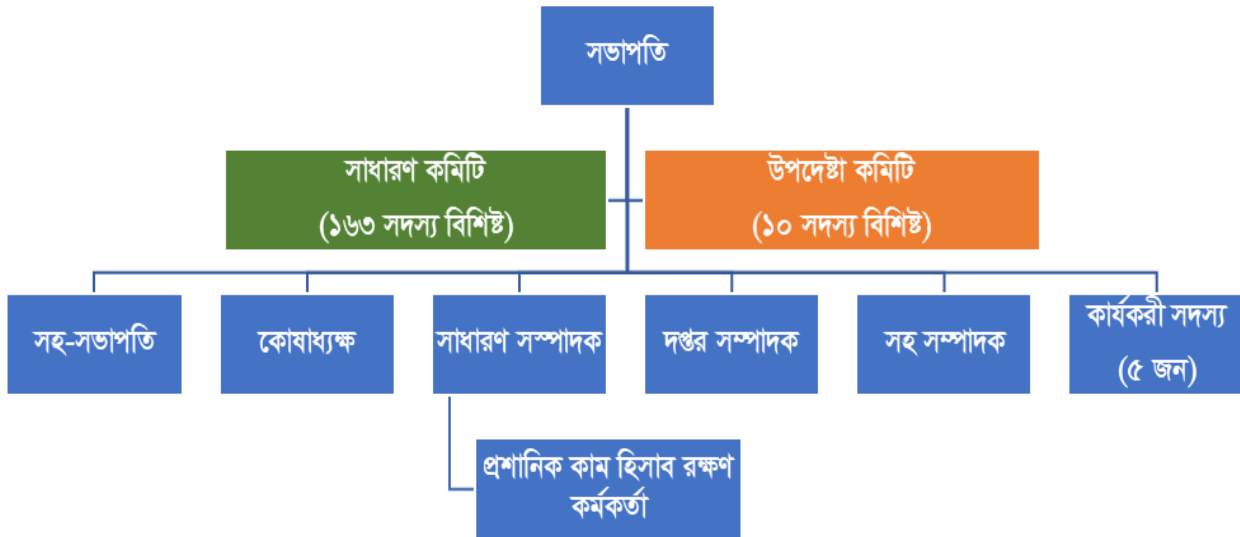 সভাপতি
সাধারণ কমিটি
(১৬৩ সদস্য বিশিষ্ট)
উপদেষ্টা কমিটি
(১০ সদস্য বিশিষ্ট)
সহ-সভাপতি
কোষাধ্যক্ষ
সাধারণ সস্পাদক
দপ্তর সম্পাদক
সহ সম্পাদক
কার্যকরী সদস্য
(৫ জন)
প্রশানিক কাম হিসাব রক্ষণ
কর্মকর্তা